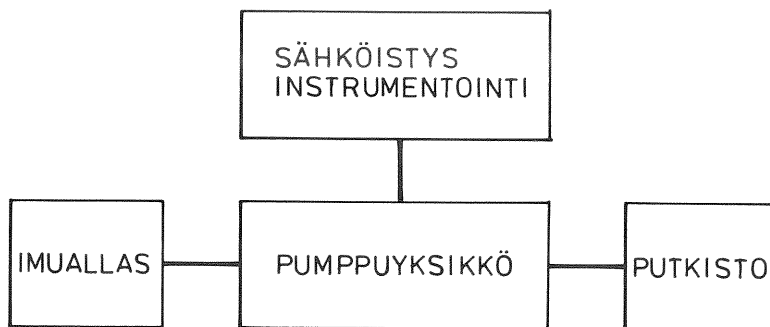 SÄHKÖISTYS
INSTRUMENTOINTI
IMUALLAS
PUMPPUYKSIKKÖ
PUTKISTO